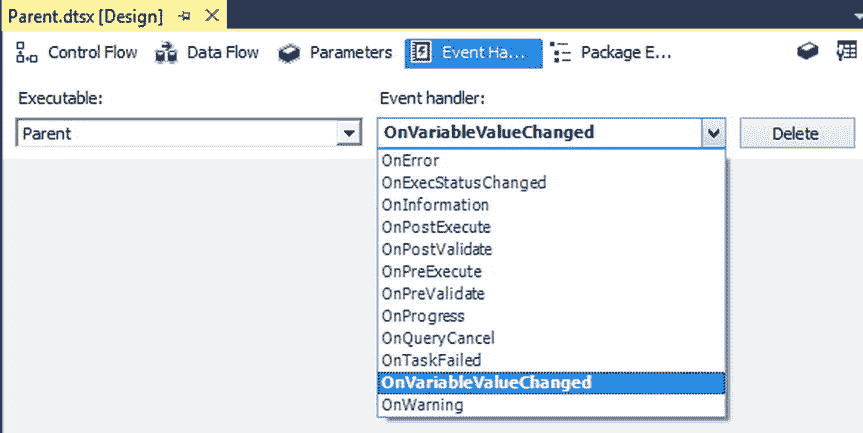 Parent.dtsx [Design]
Control Flow Data Flow Parameters Event Ha... Package E...
Executable: Event handler:
Parent OnVariableValueChanged Delete
OnError
OnExecStatusChanged
OnInformation
OnPostExecute
OnPostValidate
OnPreExecute
OnPreValidate
OnProgress
OnQueryCancel
OnTaskFailed
OnVariableValueChanged
OnWarning